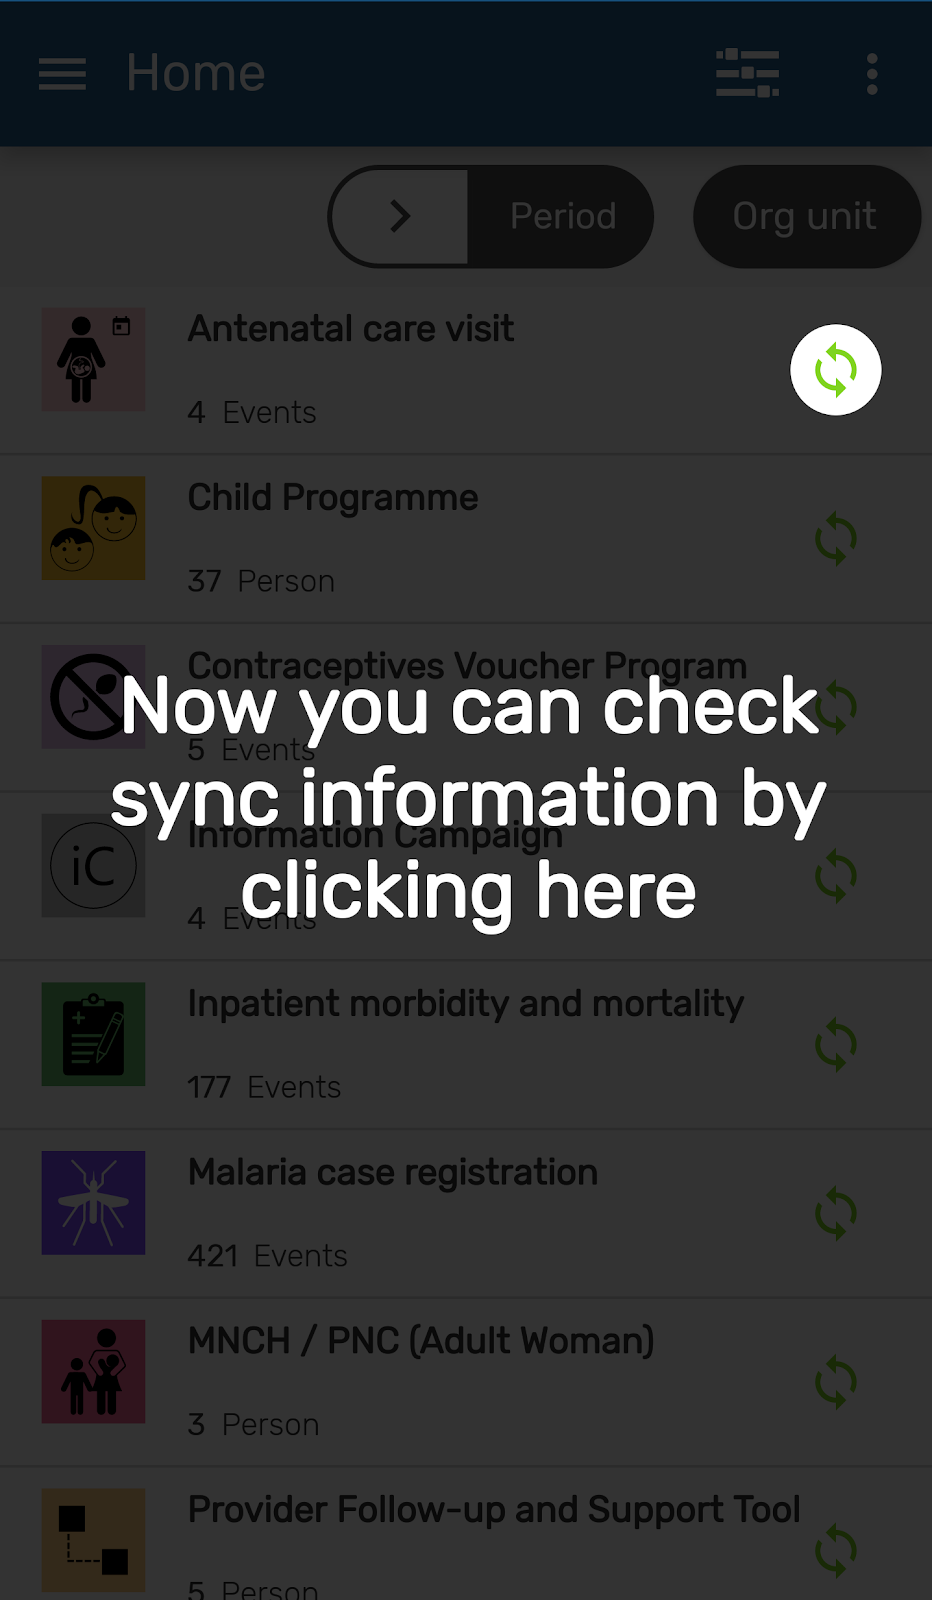 Home
Period
Org unit
Antenatal care visit
4 Events
Child Programme
37 Person
Contraceptives Voucher Program
5 Events
Now you can check
sync information by
clicking here
Information Campaign
iC
4 Events
Inpatient morbidity and mortality
177 Events
Malaria case registration
421 Events
MNCH / PNC (Adult Woman)
3 Person
Provider Follow-up and Support Tool
5 Person